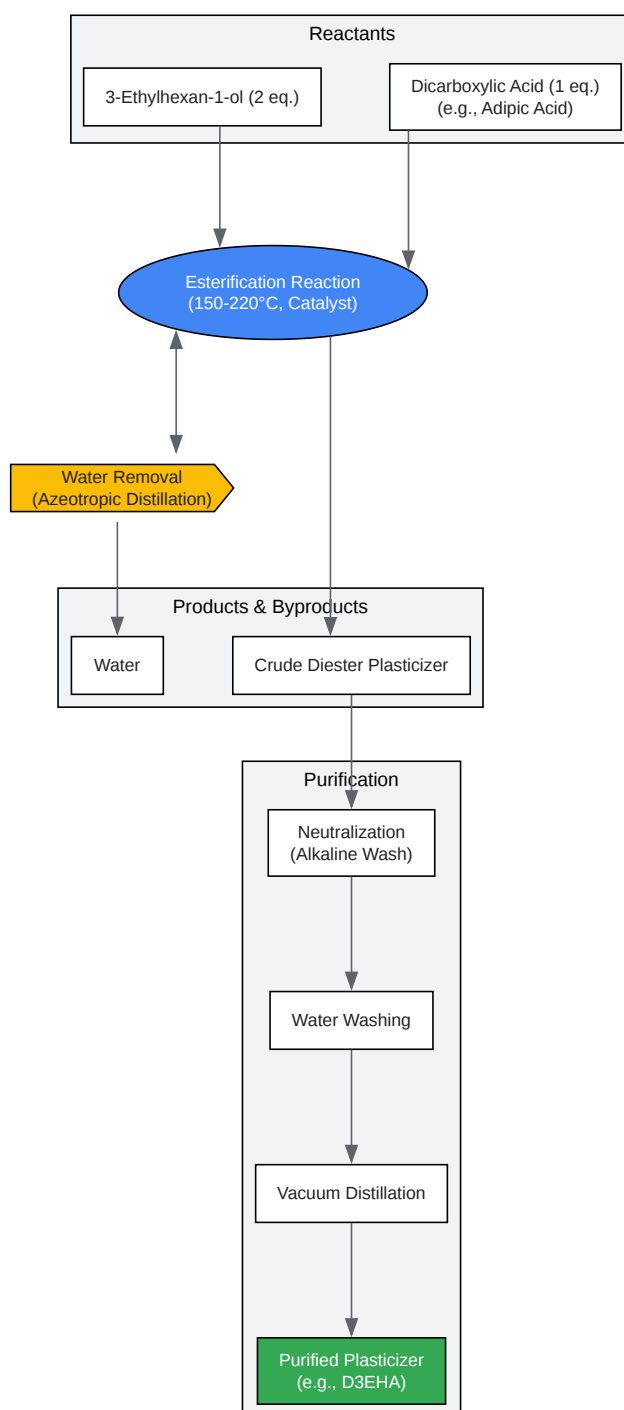 Reactants
3-Ethylhexan-1-ol (2 eq.)
Dicarboxylic Acid (1 eq.)
(e.g., Adipic Acid)
Esterification Reaction
(150-220°C, Catalyst)
Water Removal
(Azeotropic Distillation)
Products & Byproducts
Water
Crude Diester Plasticizer
Purification
Neutralization
(Alkaline Wash)
Water Washing
Vacuum Distillation
Purified Plasticizer
(e.g., D3EHA)